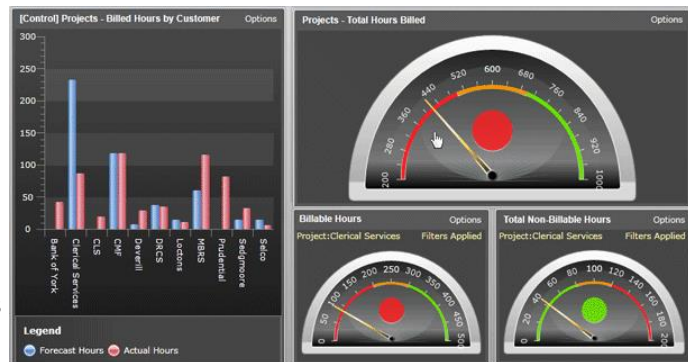 [Control] Projects - Billed Hours by Customer Options
300
250
200
150
100
50
0
Bank of York
Clerical Services
CLS
CMF
Deverill
DRCS
Loctons
MBRS
Prudential
Sedgmoore
Selco
Legend
Forecast Hours Actual Hours
Projects - Total Hours Billed Options
200 280 360 440 520 600 680 760 840 920 1000
Billable Hours Options
Project:Clerical Services Filters Applied
0 50 100 150 200 250 300 350 400 450 500
Total Non-Billable Hours Options
Project:Clerical Services Filters Applied
0 20 40 60 80 100 120 140 160 180 200